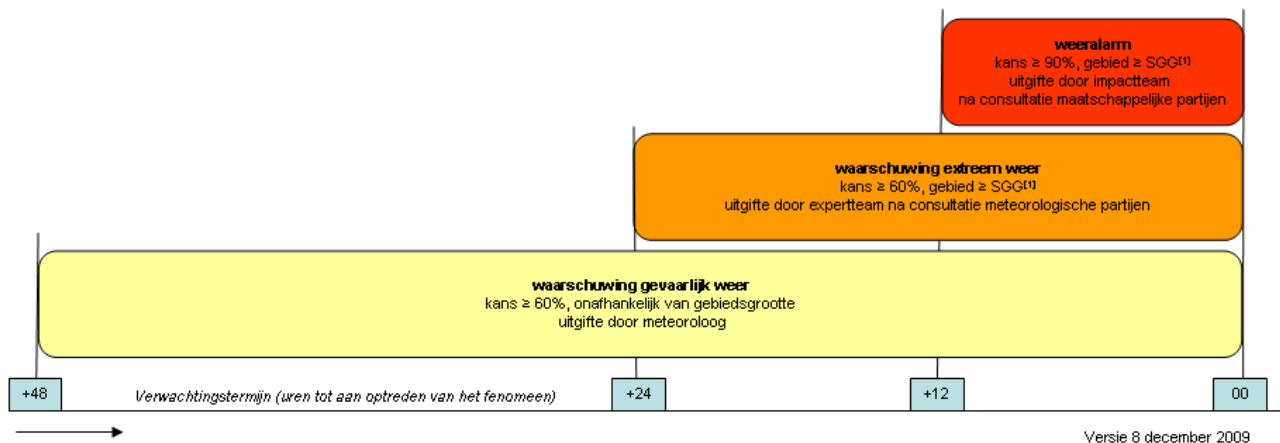 weeralarm
kans ≥ 90%, gebied ≥ SGG[1]
uitgifte door impactteam
na consultatie maatschappelijke partijen
waarschuwing extreem weer
kans ≥ 60%, gebied ≥ SGG[1]
uitgifte door expertteam na consultatie meteorologische partijen
waarschuwing gevaarlijk weer
kans ≥ 60%, onafhankelijk van gebiedsgrootte
uitgifte door meteoroloog
+48 Verwachtingstermijn (uren tot aan optreden van het fenomeen) +24 +12 00
Versie 8 december 2009